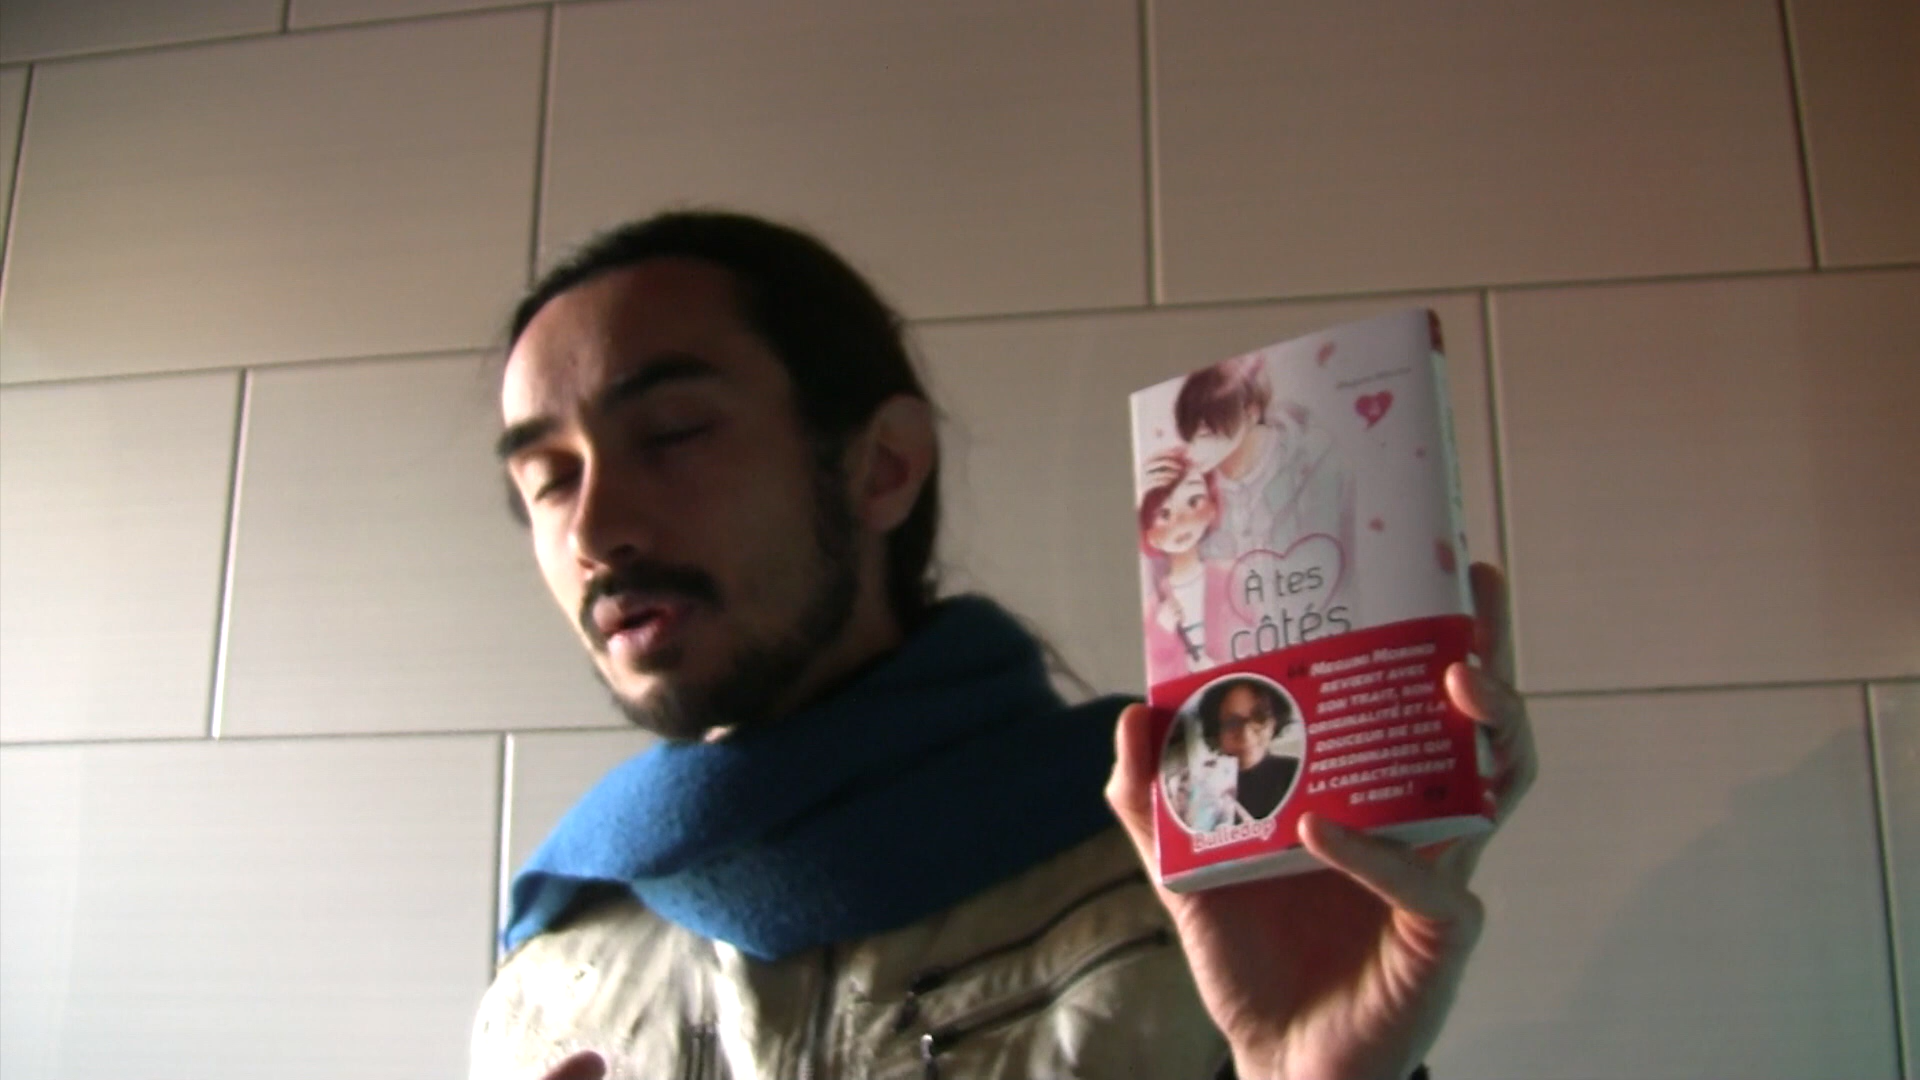 À tes
côtés
“ Megumi Morino
revient avec
son trait, son
originalité et la
douceur de ses
personnages qui
la caractérisent
si bien ! ”
Bulledop